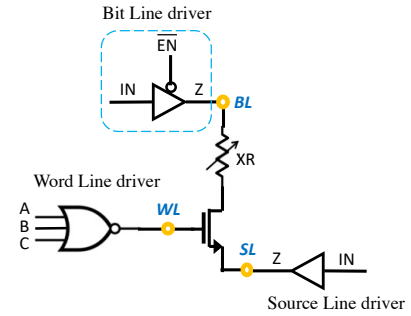 Bit Line driver
EN
IN
Z
BL
XR
Word Line driver
A
B
C
WL
SL
Z
IN
Source Line driver